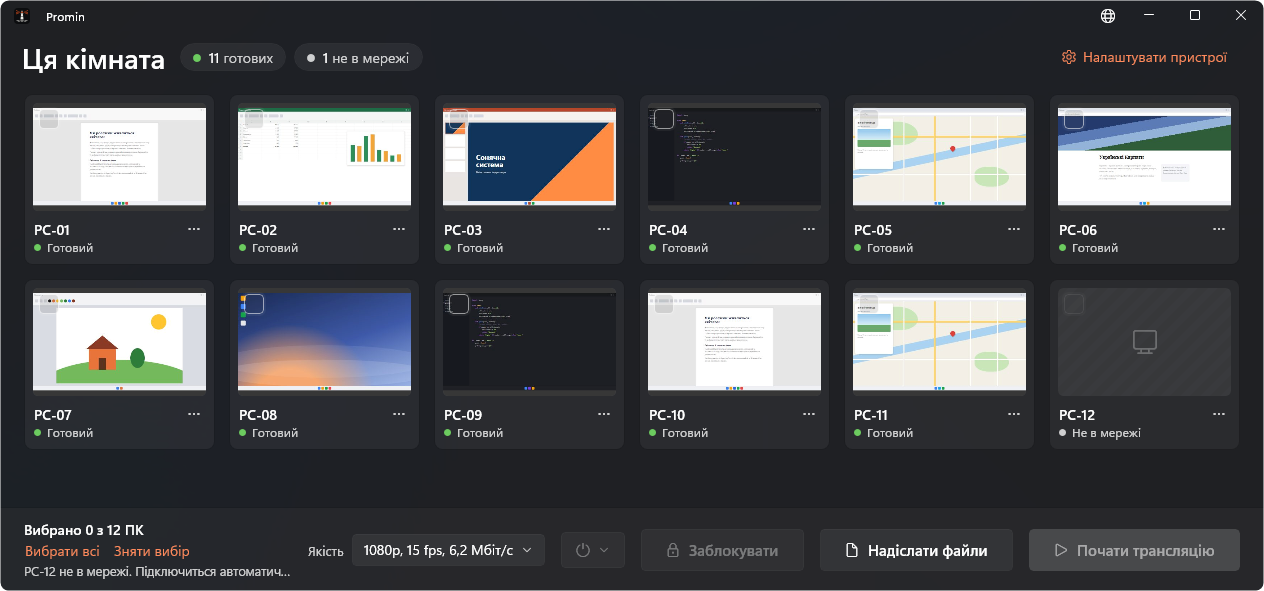 Promin
Ця кімната
11 готових
1 не в мережі
Налаштувати пристрої
Сонячна
система
Українські Карпати
PC-01
Готовий
PC-02
Готовий
PC-03
Готовий
PC-04
Готовий
PC-05
Готовий
PC-06
Готовий
PC-07
Готовий
PC-08
Готовий
PC-09
Готовий
PC-10
Готовий
PC-11
Готовий
PC-12
Не в мережі
Вибрано 0 з 12 ПК
Вибрати всі Зняти вибір
PC-12 не в мережі. Підключиться автоматич...
Якість
1080p, 15 fps, 6,2 Мбіт/с
Заблокувати
Надіслати файли
Почати трансляцію